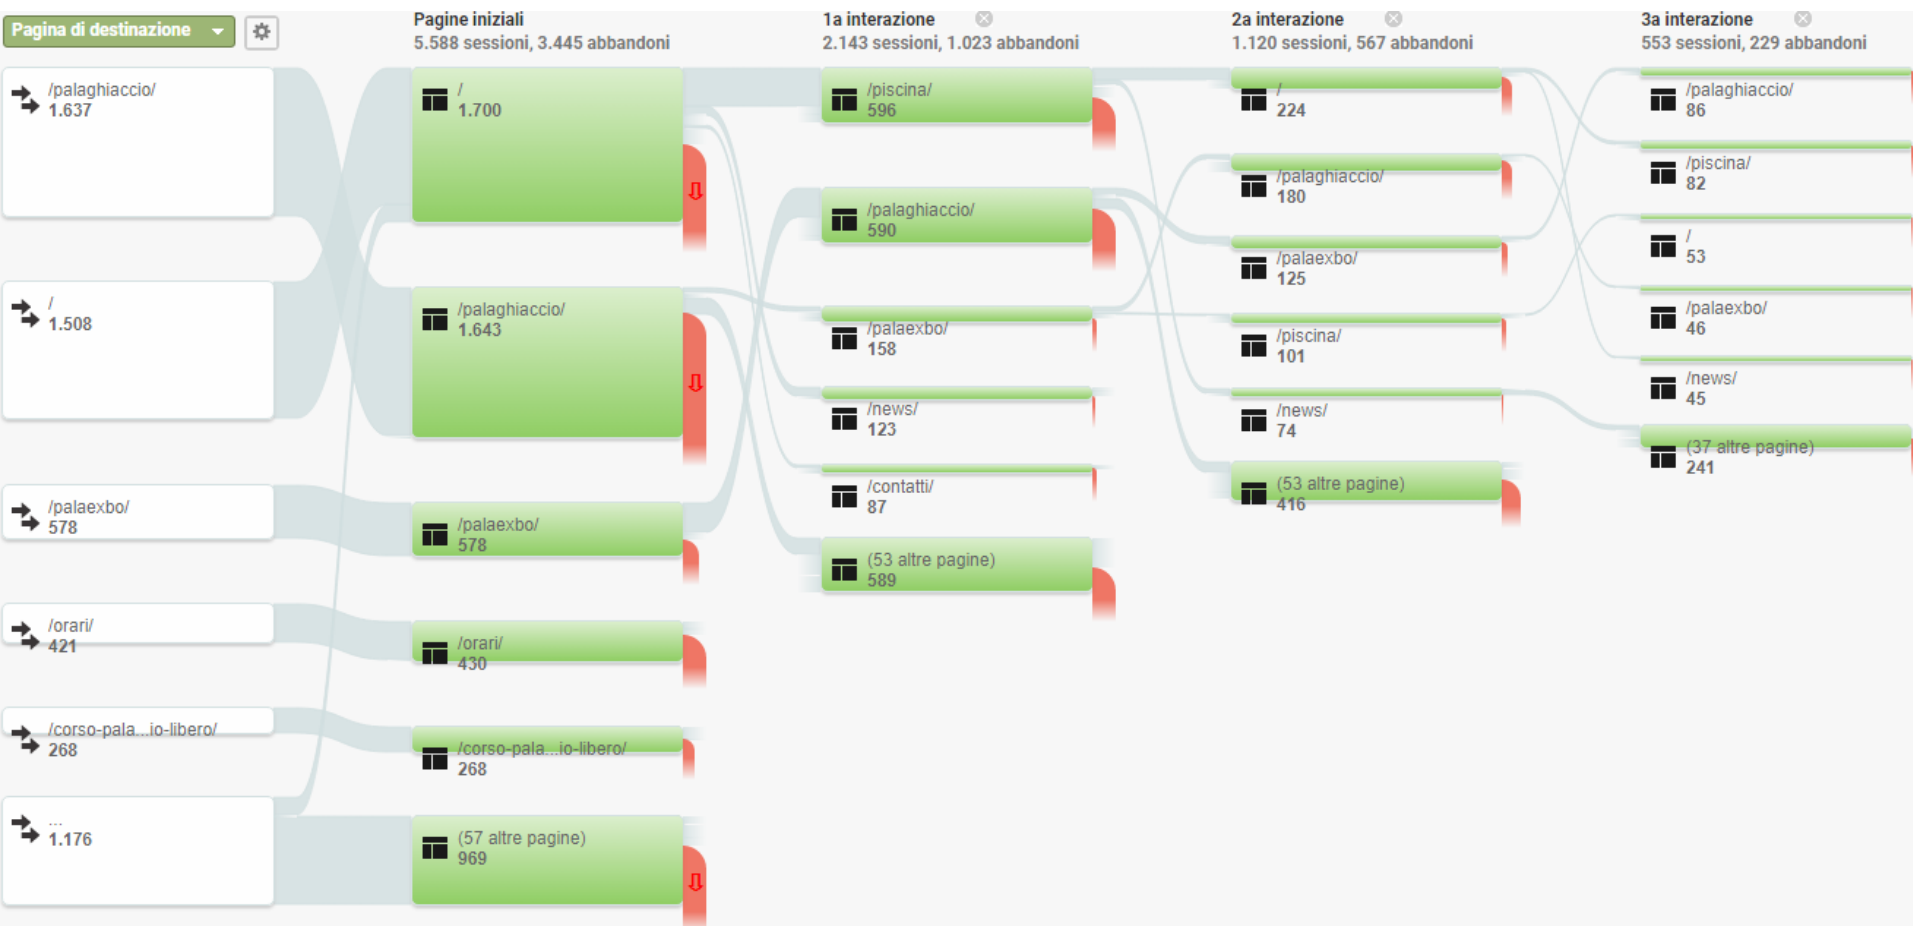 Pagina di destinazione
/palaghiaccio/
1.637
/
1.508
/palaexbo/
578
/orari/
421
/corso-pala...io-libero/
268
...
1.176
Pagine iniziali
5.588 sessioni, 3.445 abbandoni
/
1.700
/palaghiaccio/
1.643
/palaexbo/
578
/orari/
430
/corso-pala...io-libero/
268
(57 altre pagine)
969
1a interazione
2.143 sessioni, 1.023 abbandoni
/piscina/
596
/palaghiaccio/
590
/palaexbo/
158
/news/
123
/contatti/
87
(53 altre pagine)
589
2a interazione
1.120 sessioni, 567 abbandoni
/
224
/palaghiaccio/
180
/palaexbo/
125
/piscina/
101
/news/
74
(53 altre pagine)
416
3a interazione
553 sessioni, 229 abbandoni
/palaghiaccio/
86
/piscina/
82
/
53
/palaexbo/
46
/news/
45
(37 altre pagine)
241